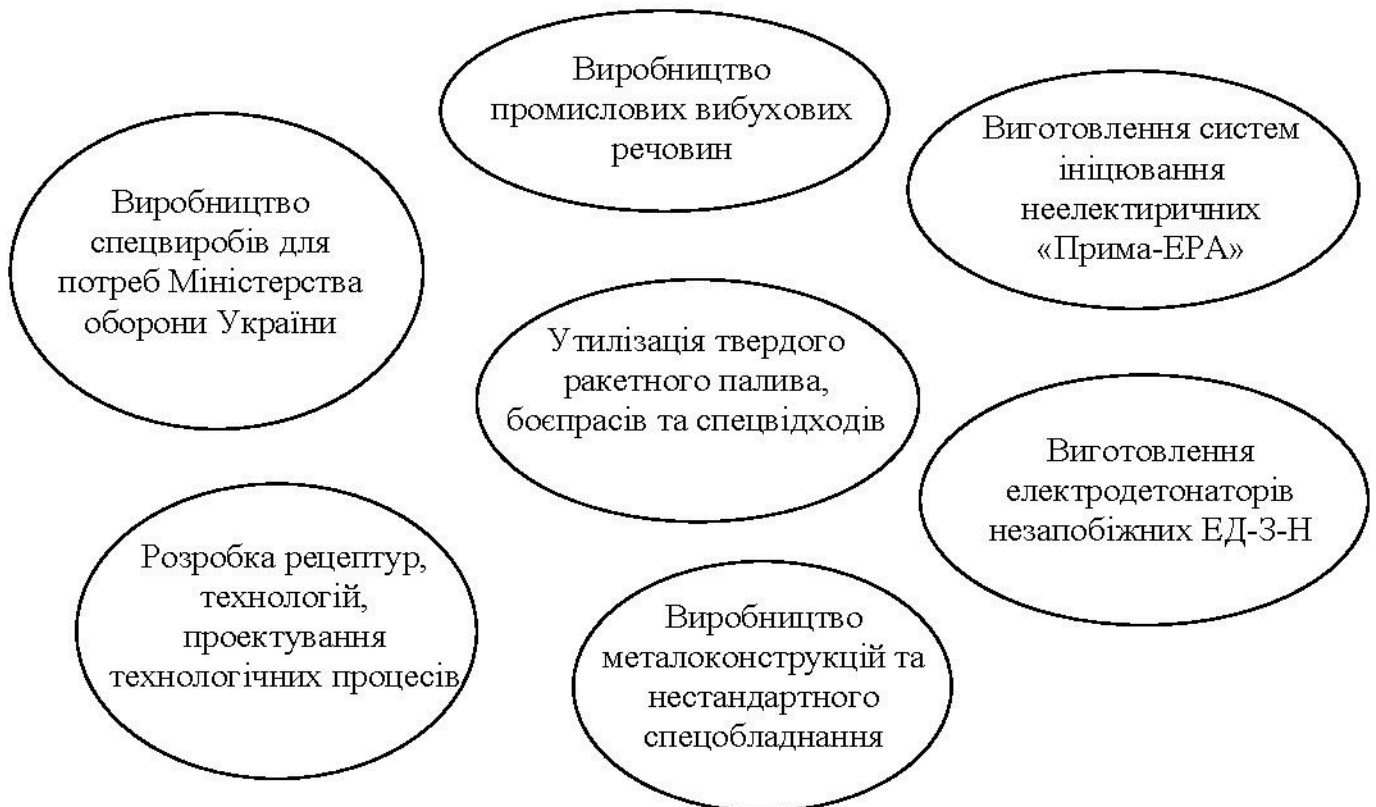 Виробництво
промислових вибухових
речовин
Виготовлення систем
ініцювання
неелектиричних
«Прима-ЕРА»
Виробництво
спецвиробів для
потреб Міністерства
оборони України
Утилізація твердого
ракетного палива,
боєпрасів та спецвідходів
Виготовлення
електродетонаторів
незапобіжних ЕД-З-Н
Розробка рецептур,
технологій,
проектування
технологічних процесів
Виробництво
металоконструкцій та
нестандартного
спецобладнання